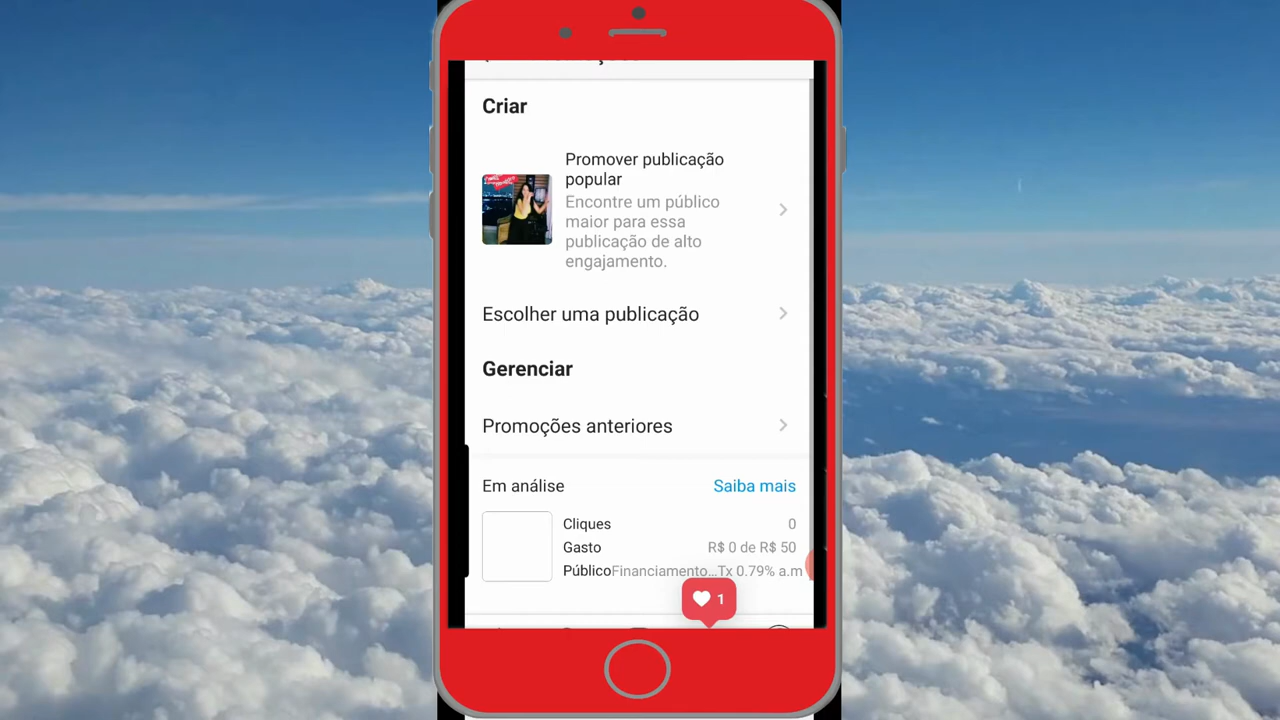 Criar
Promover publicação
popular
Encontre um público
maior para essa
publicação de alto
engajamento.
Escolher uma publicação
Gerenciar
Promoções anteriores
Em análise Saiba mais
Cliques 0
Gasto R$ 0 de R$ 50
Público Financiamento...Tx 0.79% a.m
1